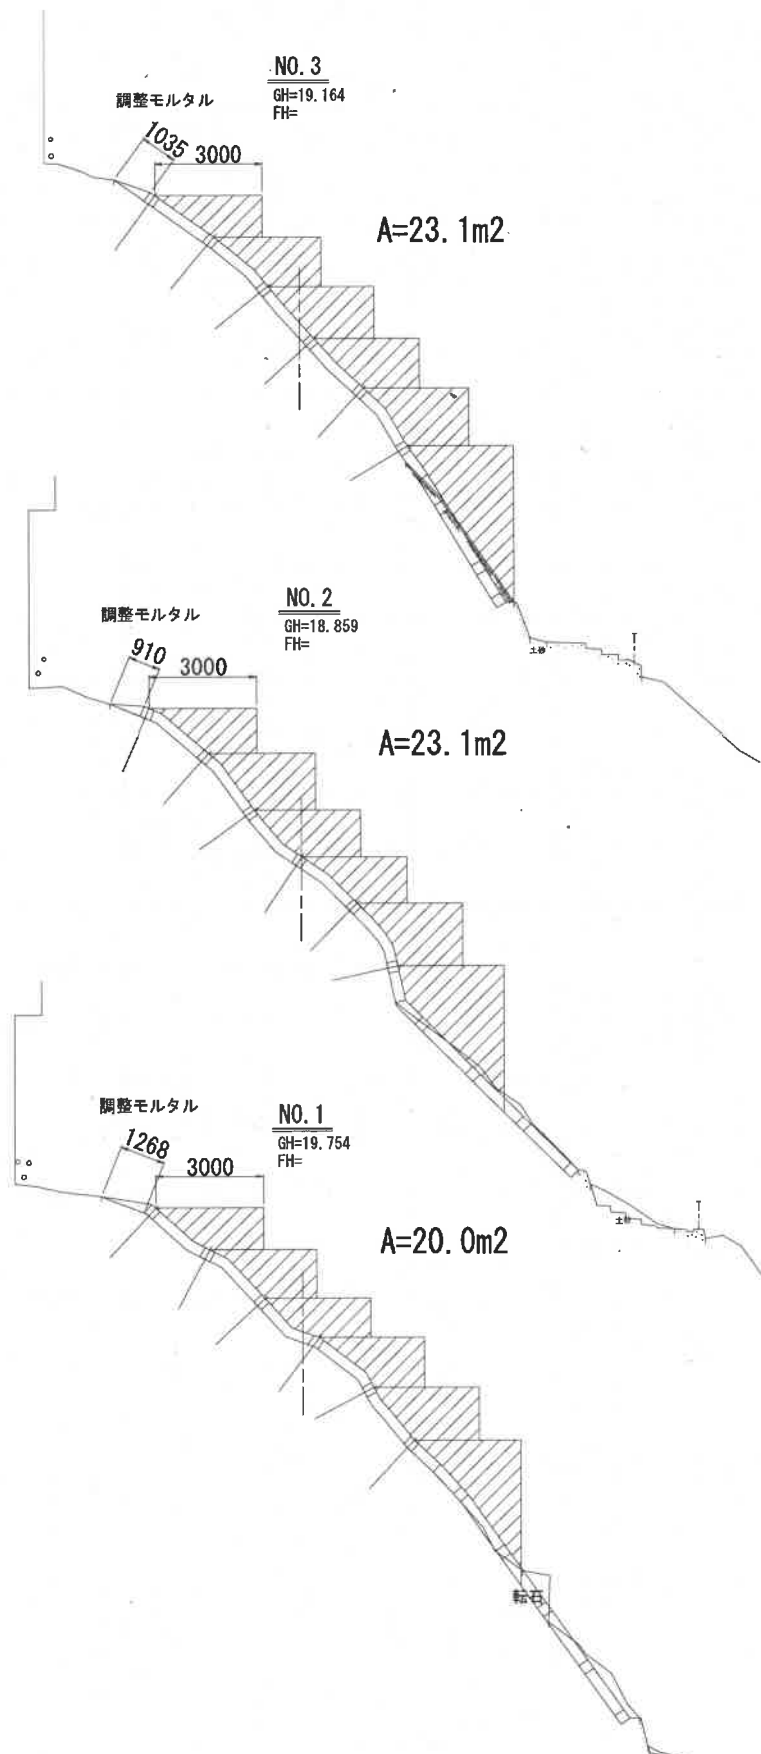 NO. 3
GH=19.164
FH=
調整モルタル
1035
3000
A=23. 1m2
土砂
T
NO. 2
GH=18.859
FH=
調整モルタル
910
3000
A=23. 1m2
NO. 1
GH=19.754
FH=
調整モルタル
1268
3000
T
A=20. 0m2
転石